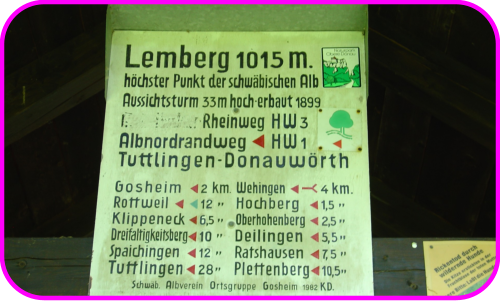 Lemberg 1015 m.
höchster Punkt der schwäbischen Alb
Aussichtsturm 33m hoch-erbaut 1899
Rheinweg HW 3
Albnordrandweg HW 1
Tuttlingen-Donauwörth
Gosheim 2 km. Wehingen 4 km.
Rottweil 12 " Hochberg 1,5 "
Klippeneck 6,5 " Oberhohenberg 2,5 "
Dreifaltigkeitsberg 10 " Deilingen 5,5 "
Spaichingen 12 " Ratshausen 7,5 "
Tuttlingen 28 " Plettenberg 10,5 "
Schwäb. Albverein Ortsgruppe Gosheim 1982 KD.